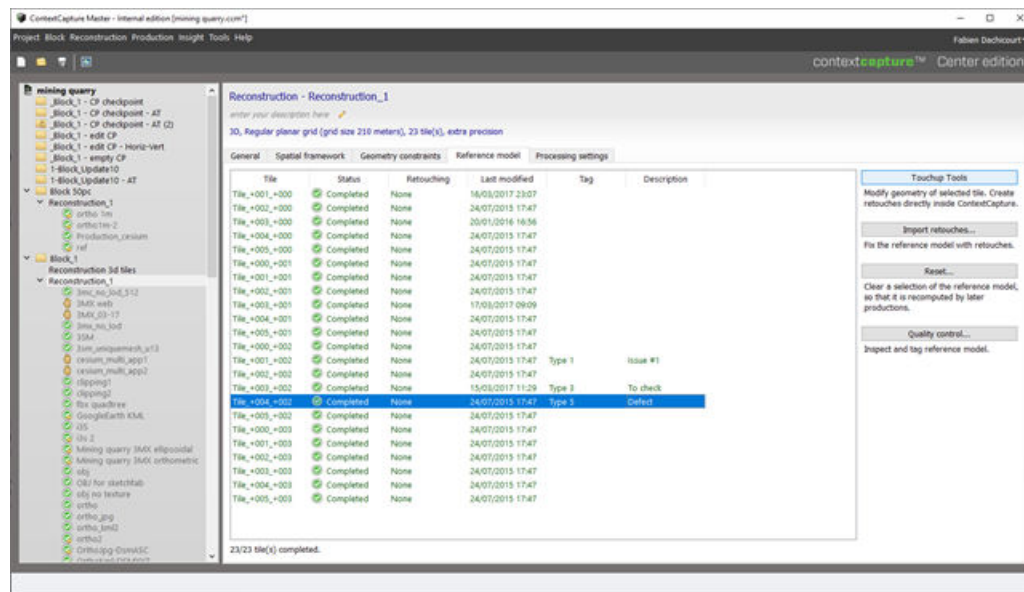 ContextCapture Master - Internal edition [mining quarry.ccm*]
Project Block Reconstruction Production Insight Tools Help
Fabien Dachicourt
contextcapture™ Center edition
mining quarry
_Block_1 - CP checkpoint
_Block_1 - CP checkpoint - AT
_Block_1 - CP checkpoint - AT (2)
_Block_1 - edit CP
_Block_1 - edit CP - Horiz-Vert
_Block_1 - empty CP
1-Block_Update10
1-Block_Update10 - AT
Block 50pc
Reconstruction_1
ortho 1m
ortho1m-2
Production_cesium
ref
Block_1
Reconstruction 3d tiles
Reconstruction_1
3mx_no_lod_512
3MX web
3MX_03-17
3mx_no_lod
3SM
3sm_uniquemesh_u13
cesium_multi_app1
cesium_multi_app2
clipping1
clipping2
fbx quadtree
GoogleEarth KML
i3S
i3s 2
Mining quarry 3MX ellipsoidal
Mining quarry 3MX orthometric
obj
OBJ for sketchfab
obj no texture
ortho
ortho_jpg
ortho_kml2
ortho2
OrthoJpg-DsmASC
Reconstruction - Reconstruction_1
enter your description here
3D, Regular planar grid (grid size 210 meters), 23 tile(s), extra precision
General Spatial framework Geometry constraints Reference model Processing settings
Tile Status Retouching Last modified Tag Description
Tile_+001_+000 Completed None 16/03/2017 23:07
Tile_+002_+000 Completed None 24/07/2015 17:47
Tile_+003_+000 Completed None 20/01/2016 16:56
Tile_+004_+000 Completed None 24/07/2015 17:47
Tile_+005_+000 Completed None 24/07/2015 17:47
Tile_+000_+001 Completed None 24/07/2015 17:47
Tile_+001_+001 Completed None 24/07/2015 17:47
Tile_+002_+001 Completed None 24/07/2015 17:47
Tile_+003_+001 Completed None 17/03/2017 09:09
Tile_+004_+001 Completed None 24/07/2015 17:47
Tile_+005_+001 Completed None 24/07/2015 17:47
Tile_+000_+002 Completed None 24/07/2015 17:47
Tile_+001_+002 Completed None 24/07/2015 17:47 Type 1 Issue #1
Tile_+002_+002 Completed None 24/07/2015 17:47
Tile_+003_+002 Completed None 15/03/2017 11:29 Type 3 To check
Tile_+004_+002 Completed None 24/07/2015 17:47 Type 5 Defect
Tile_+005_+002 Completed None 24/07/2015 17:47
Tile_+000_+003 Completed None 24/07/2015 17:47
Tile_+001_+003 Completed None 24/07/2015 17:47
Tile_+002_+003 Completed None 24/07/2015 17:47
Tile_+003_+003 Completed None 24/07/2015 17:47
Tile_+004_+003 Completed None 24/07/2015 17:47
Tile_+005_+003 Completed None 24/07/2015 17:47
23/23 tile(s) completed.
Touchup Tools
Modify geometry of selected tile. Create
retouches directly inside ContextCapture.
Import retouches...
Fix the reference model with retouches.
Reset...
Clear a selection of the reference model,
so that it is recomputed by later
productions.
Quality control...
Inspect and tag reference model.